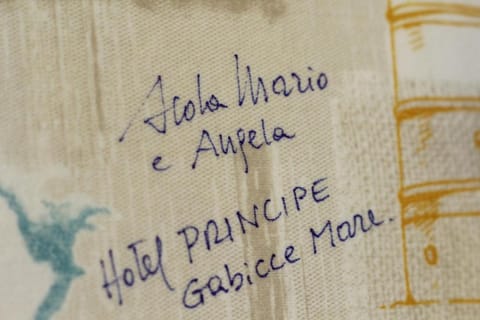 Scola Mario
e Angela
Hotel PRINCIPE
Gabicce Mare.